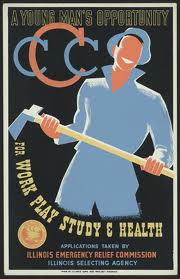 A YOUNG MAN'S OPPORTUNITY
CCC
FOR WORK PLAY STUDY & HEALTH
APPLICATIONS TAKEN BY
ILLINOIS EMERGENCY RELIEF COMMISSION
ILLINOIS SELECTING AGENCY